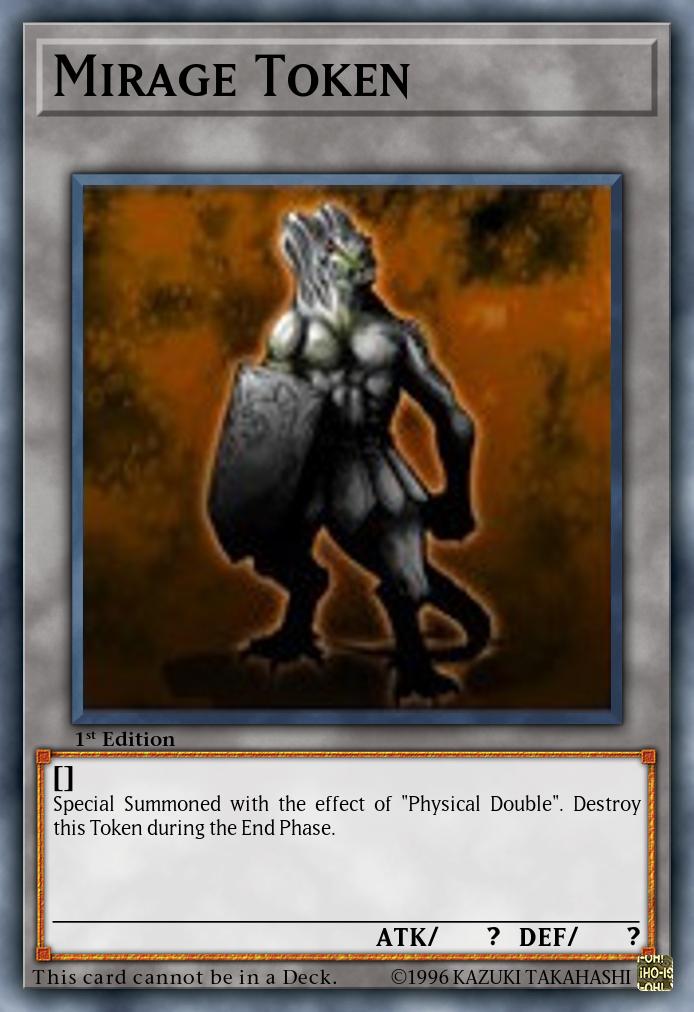 Mirage Token
1st Edition
[]
Special Summoned with the effect of "Physical Double". Destroy
this Token during the End Phase.
ATK/ ? DEF/ ?
This card cannot be in a Deck. ©1996 KAZUKI TAKAHASHI